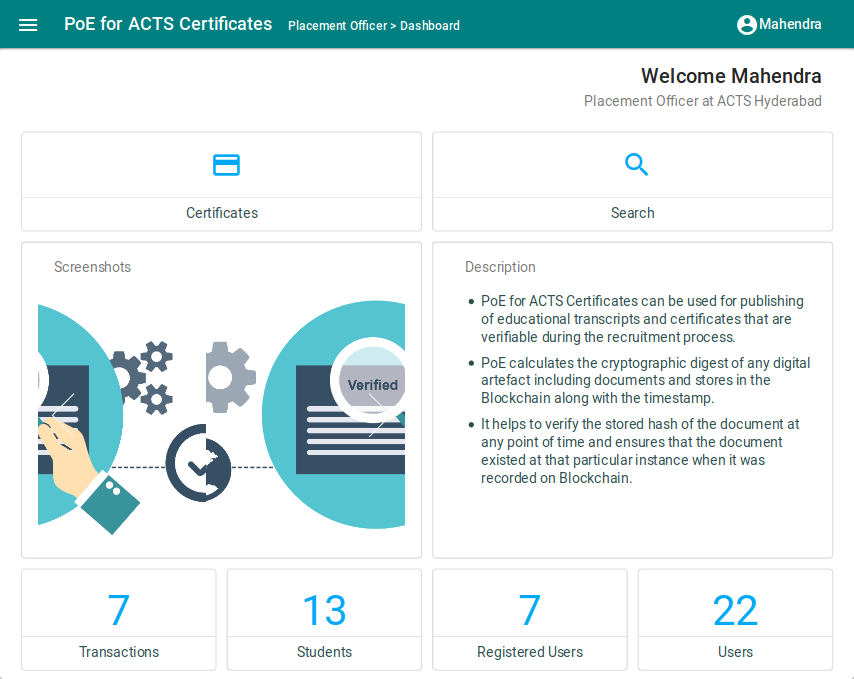 PoE for ACTS Certificates
Placement Officer > Dashboard
Mahendra
Welcome Mahendra
Placement Officer at ACTS Hyderabad
Certificates
Search
Screenshots
Verified
Description
PoE for ACTS Certificates can be used for publishing
of educational transcripts and certificates that are
verifiable during the recruitment process.
PoE calculates the cryptographic digest of any digital
artefact including documents and stores in the
Blockchain along with the timestamp.
It helps to verify the stored hash of the document at
any point of time and ensures that the document
existed at that particular instance when it was
recorded on Blockchain.
7
Transactions
13
Students
7
Registered Users
22
Users